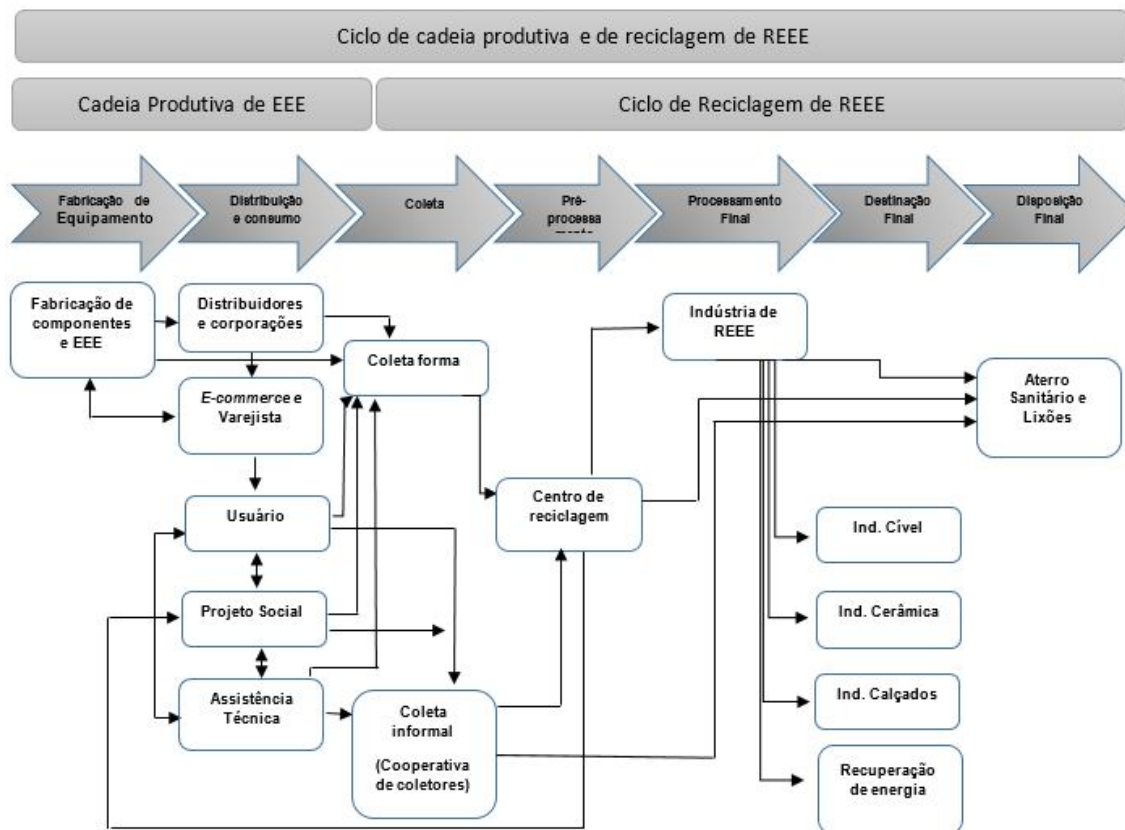 Ciclo de cadeia produtiva e de reciclagem de REEE
Cadeia Produtiva de EEE
Ciclo de Reciclagem de REEE
Fabricação de
Equipamento
Distribuição
e consumo
Coleta
Pré-
processa
mento
Processamento
Final
Destinação
Final
Disposição
Final
Fabricação de
componentes
e EEE
Distribuidores
e corporações
Coleta forma
Indústria de
REEE
Aterro
Sanitário e
Lixões
E-commerce e
Varejista
Usuário
Centro de
reciclagem
Ind. Cível
Projeto Social
Ind. Cerâmica
Assistência
Técnica
Coleta
informal
(Cooperativa
de coletores)
Ind. Calçados
Recuperação
de energia